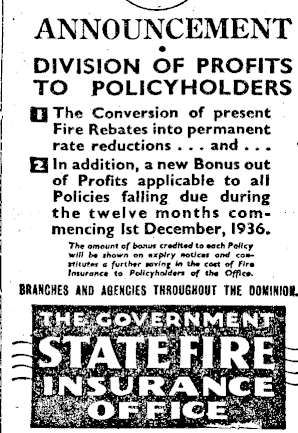 ANNOUNCEMENT
•
DIVISION OF PROFITS
TO POLICYHOLDERS
1 The Conversion of present
Fire Rebates into permanent
rate reductions . . . and . . .
2 In addition, a new Bonus out
of Profits applicable to all
Policies falling due during
the twelve months com-
mencing 1st December, 1936.
The amount of bonus credited to each Policy
will be shown on expiry notices and con-
stitutes a further saving in the cost of Fire
Insurance to Policyholders of the Office.
BRANCHES AND AGENCIES THROUGHOUT THE DOMINION.
THE GOVERNMENT
STATE FIRE
INSURANCE
OFFICE